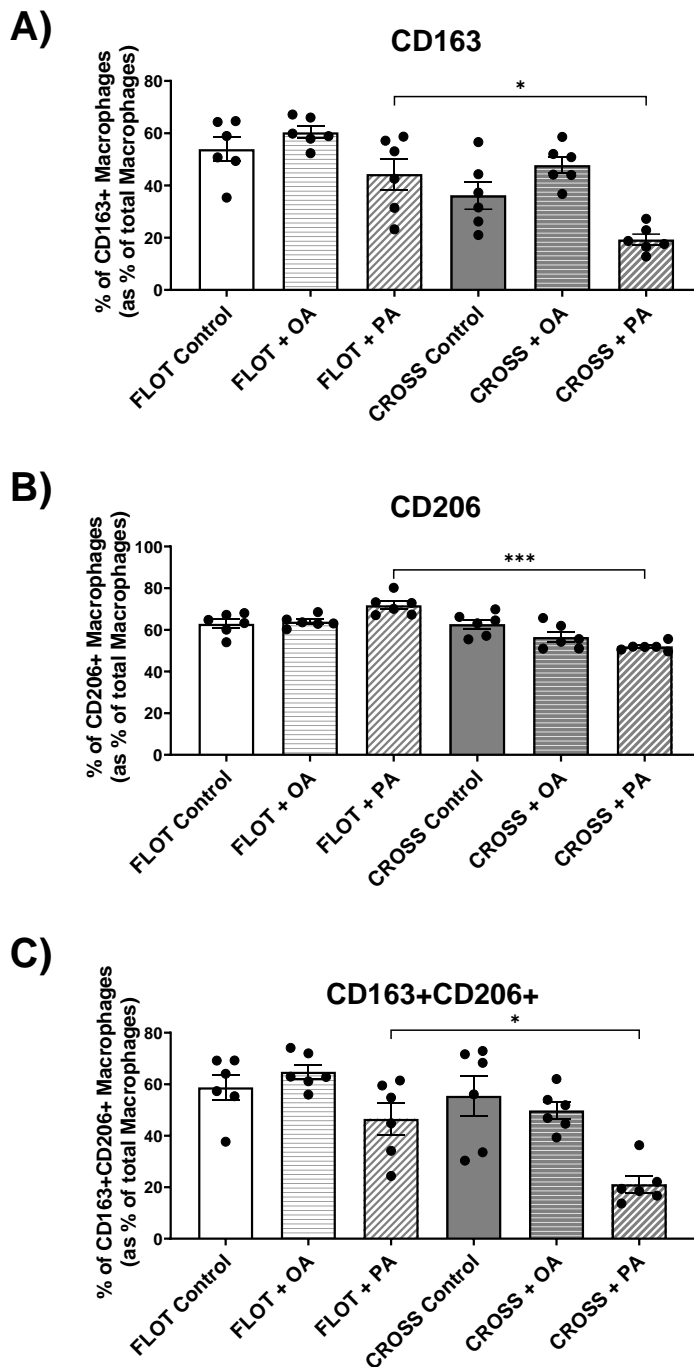 A)
CD163
% of CD163+ Macrophages
(as % of total Macrophages)
80
60
40
20
0
*
FLOT Control
FLOT + OA
FLOT + PA
CROSS Control
CROSS + OA
CROSS + PA
B)
CD206
% of CD206+ Macrophages
(as % of total Macrophages)
100
80
60
40
20
0
***
FLOT Control
FLOT + OA
FLOT + PA
CROSS Control
CROSS + OA
CROSS + PA
C)
CD163+CD206+
% of CD163+CD206+ Macrophages
(as % of total Macrophages)
80
60
40
20
0
*
FLOT Control
FLOT + OA
FLOT + PA
CROSS Control
CROSS + OA
CROSS + PA